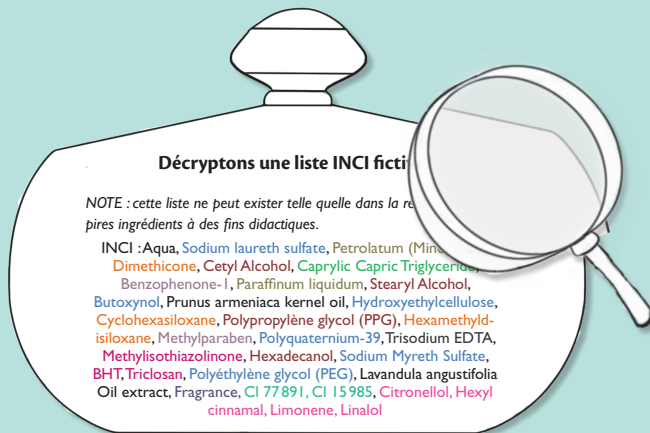 Décryptons une liste INCI ficti
NOTE : cette liste ne peut exister telle quelle dans la ré
pires ingrédients à des fins didactiques.
INCI : Aqua, Sodium laureth sulfate, Petrolatum (Min
Dimethicone, Cetyl Alcohol, Caprylic Capric Triglyceride,
Benzophenone-1, Paraffinum liquidum, Stearyl Alcohol,
Butoxynol, Prunus armeniaca kernel oil, Hydroxyethylcellulose,
Cyclohexasiloxane, Polypropylène glycol (PPG), Hexamethyld-
isiloxane, Methylparaben, Polyquaternium-39, Trisodium EDTA,
Methylisothiazolinone, Hexadecanol, Sodium Myreth Sulfate,
BHT, Triclosan, Polyéthylène glycol (PEG), Lavandula angustifolia
Oil extract, Fragrance, CI 77891, CI 15985, Citronellol, Hexyl
cinnamal, Limonene, Linalol